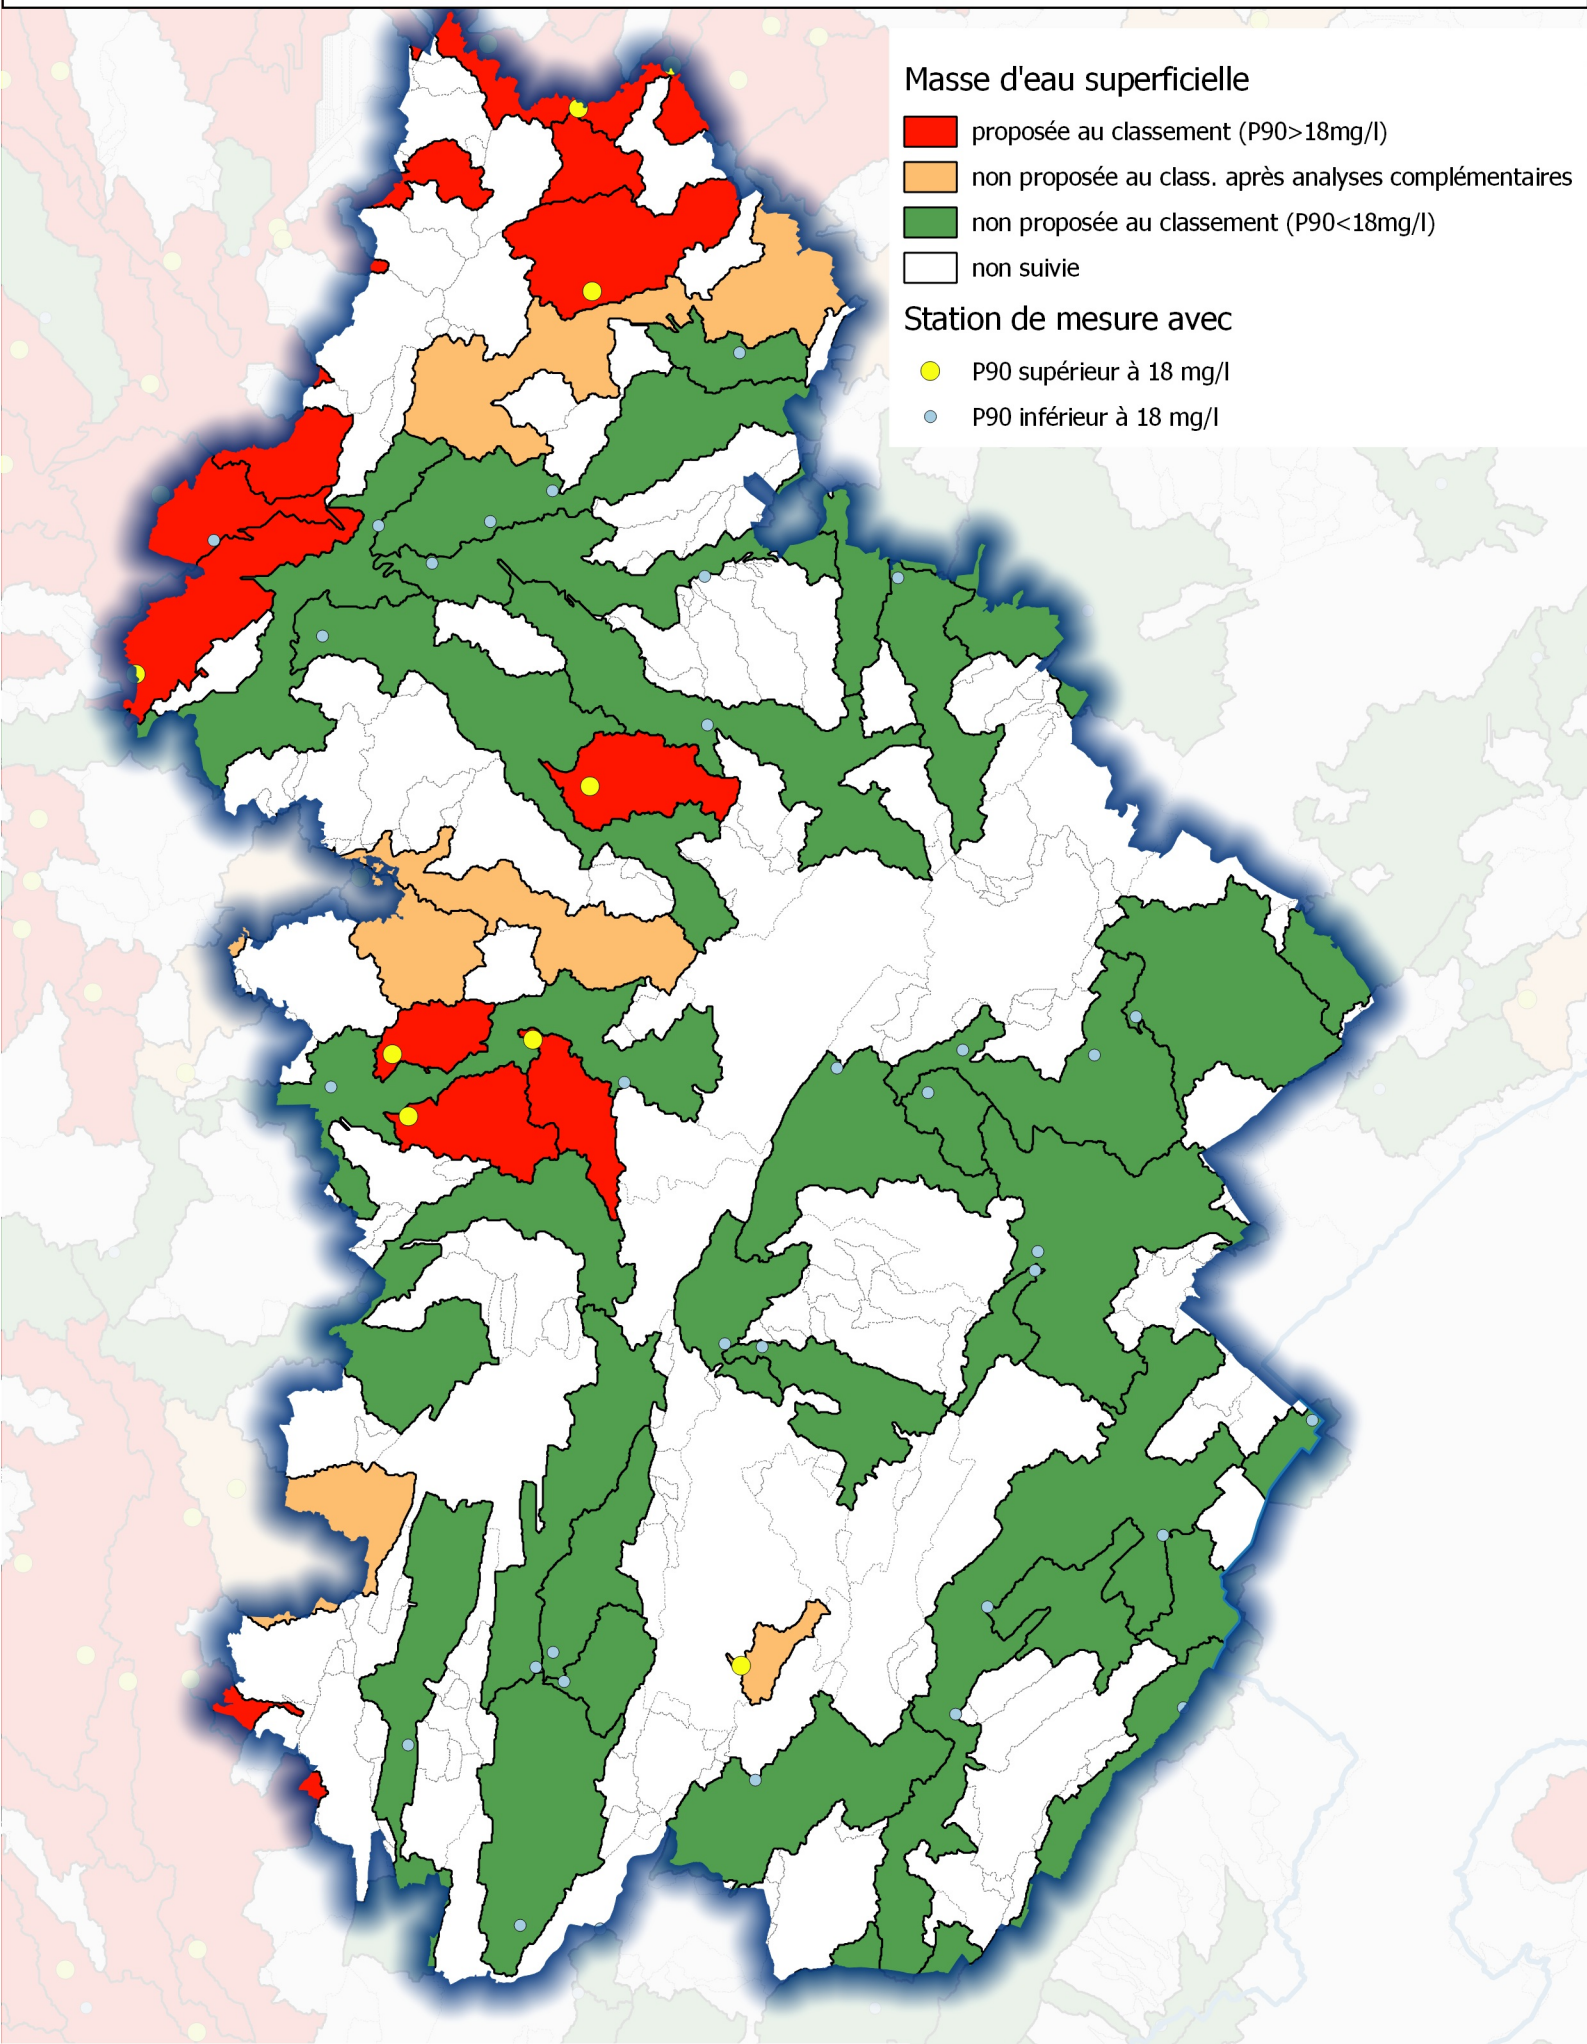 Masse d'eau superficielle
proposée au classement (P90>18mg/l)
non proposée au class. après analyses complémentaires
non proposée au classement (P90<18mg/l)
non suivie
Station de mesure avec
P90 supérieur à 18 mg/l
P90 inférieur à 18 mg/l